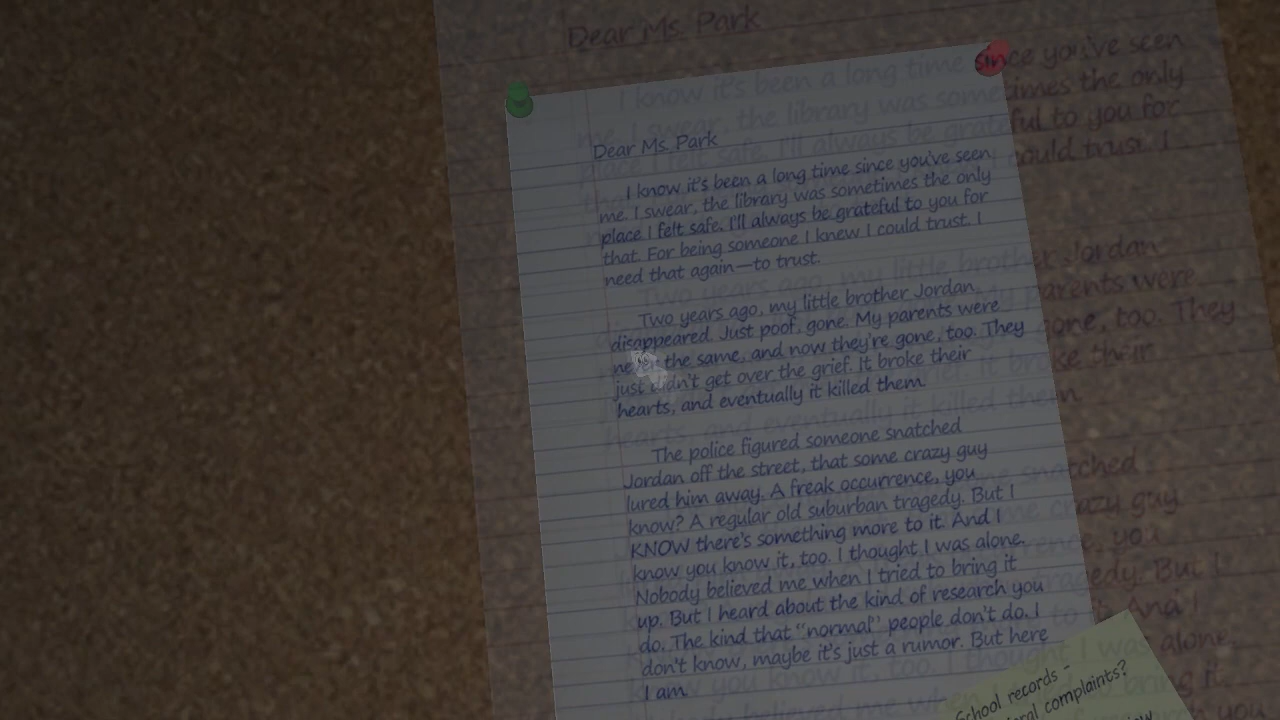 Dear Ms. Park
I know it's been a long time since you've seen
me. I swear, the library was sometimes the only
place I felt safe. I'll always be grateful to you for
that. For being someone I knew I could trust. I
need that again—to trust.
Two years ago, my little brother Jordan
disappeared. Just poof, gone. My parents were
the same, and now they're gone, too. They
just didn't get over the grief. It broke their
hearts, and eventually it killed them.
The police figured someone snatched
Jordan off the street, that some crazy guy
lured him away. A freak occurrence, you
know? A regular old suburban tragedy. But I
KNOW there's something more to it. And I
know you know it, too. I thought I was alone.
Nobody believed me when I tried to bring it
up. But I heard about the kind of research you
do. The kind that "normal" people don't do. I
don't know, maybe it's just a rumor. But here
I am.
School records -
complaints?